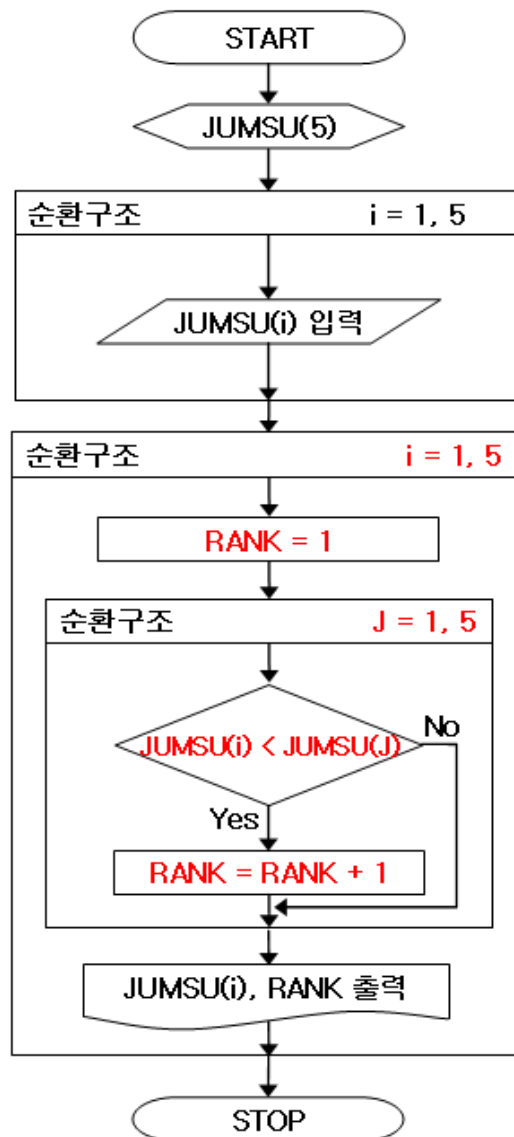 START
JUMSU(5)
순환구조 i = 1, 5
JUMSU(i) 입력
순환구조 i = 1, 5
RANK = 1
순환구조 J = 1, 5
JUMSU(i) < JUMSU(J)
No
Yes
RANK = RANK + 1
JUMSU(i), RANK 출력
STOP